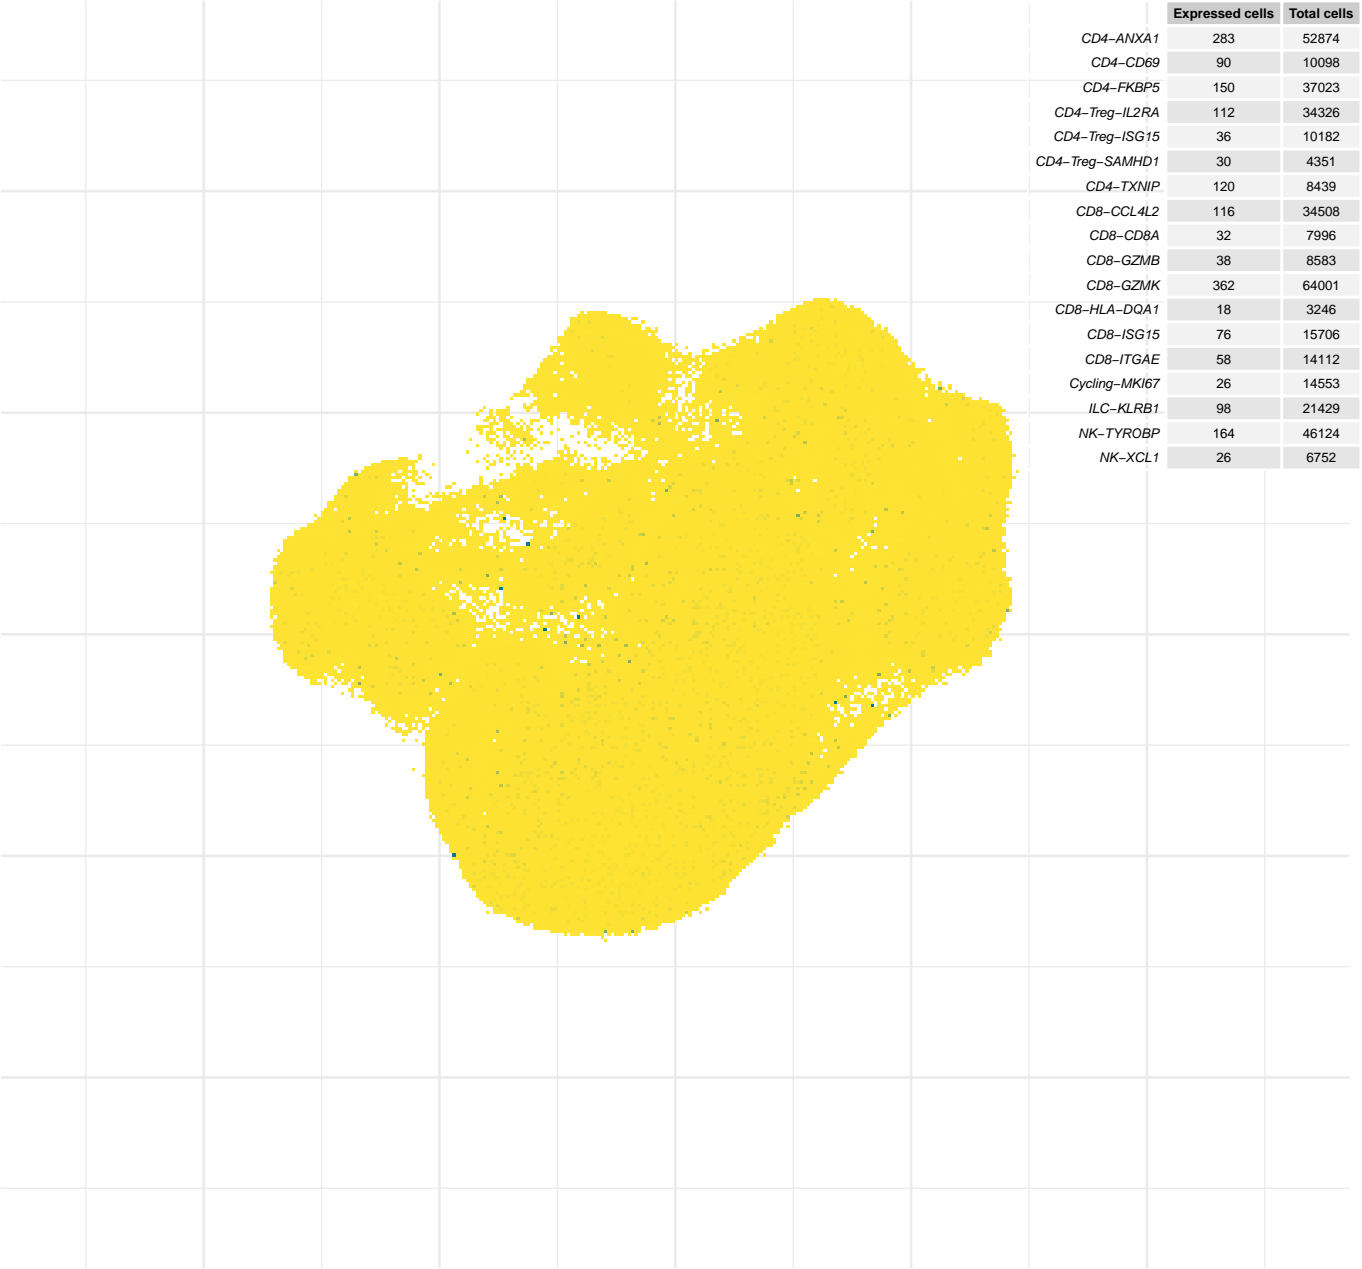 Expressed cells Total cells
CD4−ANXA1 283 52874
CD4−CD69 90 10098
CD4−FKBP5 150 37023
CD4−Treg−IL2RA 112 34326
CD4−Treg−ISG15 36 10182
CD4−Treg−SAMHD1 30 4351
CD4−TXNIP 120 8439
CD8−CCL4L2 116 34508
CD8−CD8A 32 7996
CD8−GZMB 38 8583
CD8−GZMK 362 64001
CD8−HLA−DQA1 18 3246
CD8−ISG15 76 15706
CD8−ITGAE 58 14112
Cycling−MKI67 26 14553
ILC−KLRB1 98 21429
NK−TYROBP 164 46124
NK−XCL1 26 6752